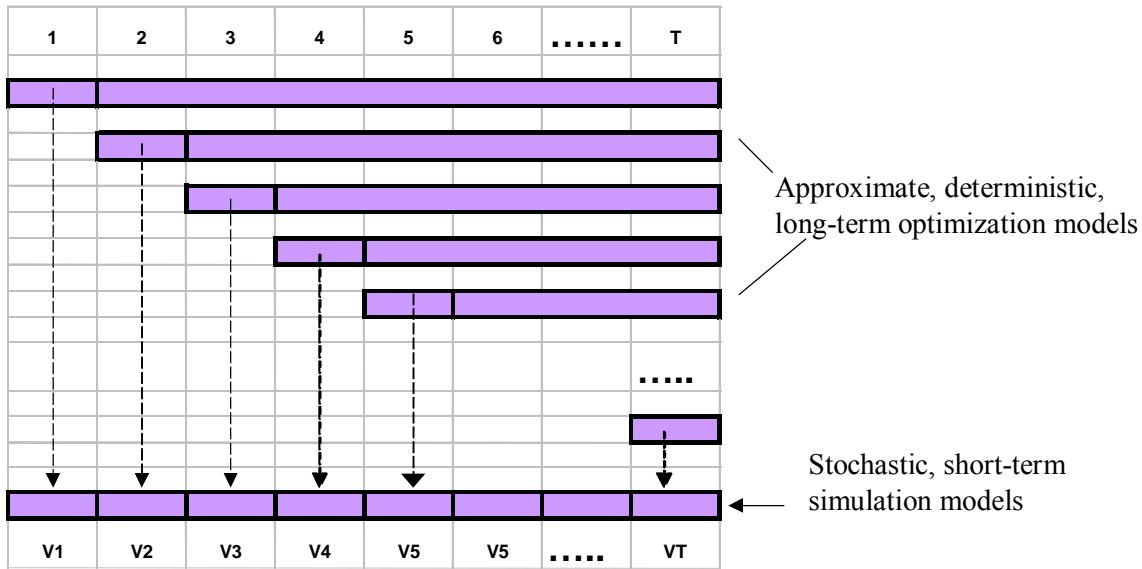 1 2 3 4 5 6 ...... T
Approximate, deterministic,
long-term optimization models
.....
Stochastic, short-term
simulation models
V1 V2 V3 V4 V5 V5 ..... VT